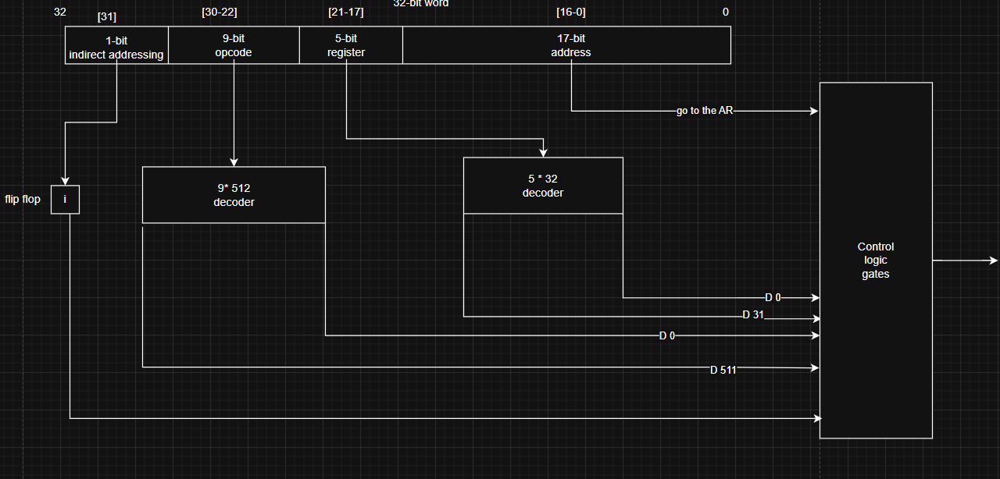 32-bit word
32
[31]
[30-22]
[21-17]
[16-0]
0
1-bit
indirect addressing
9-bit
opcode
5-bit
register
17-bit
address
go to the AR
flip flop
i
9* 512
decoder
5 * 32
decoder
Control
logic
gates
D 0
D 31
D 0
D 511